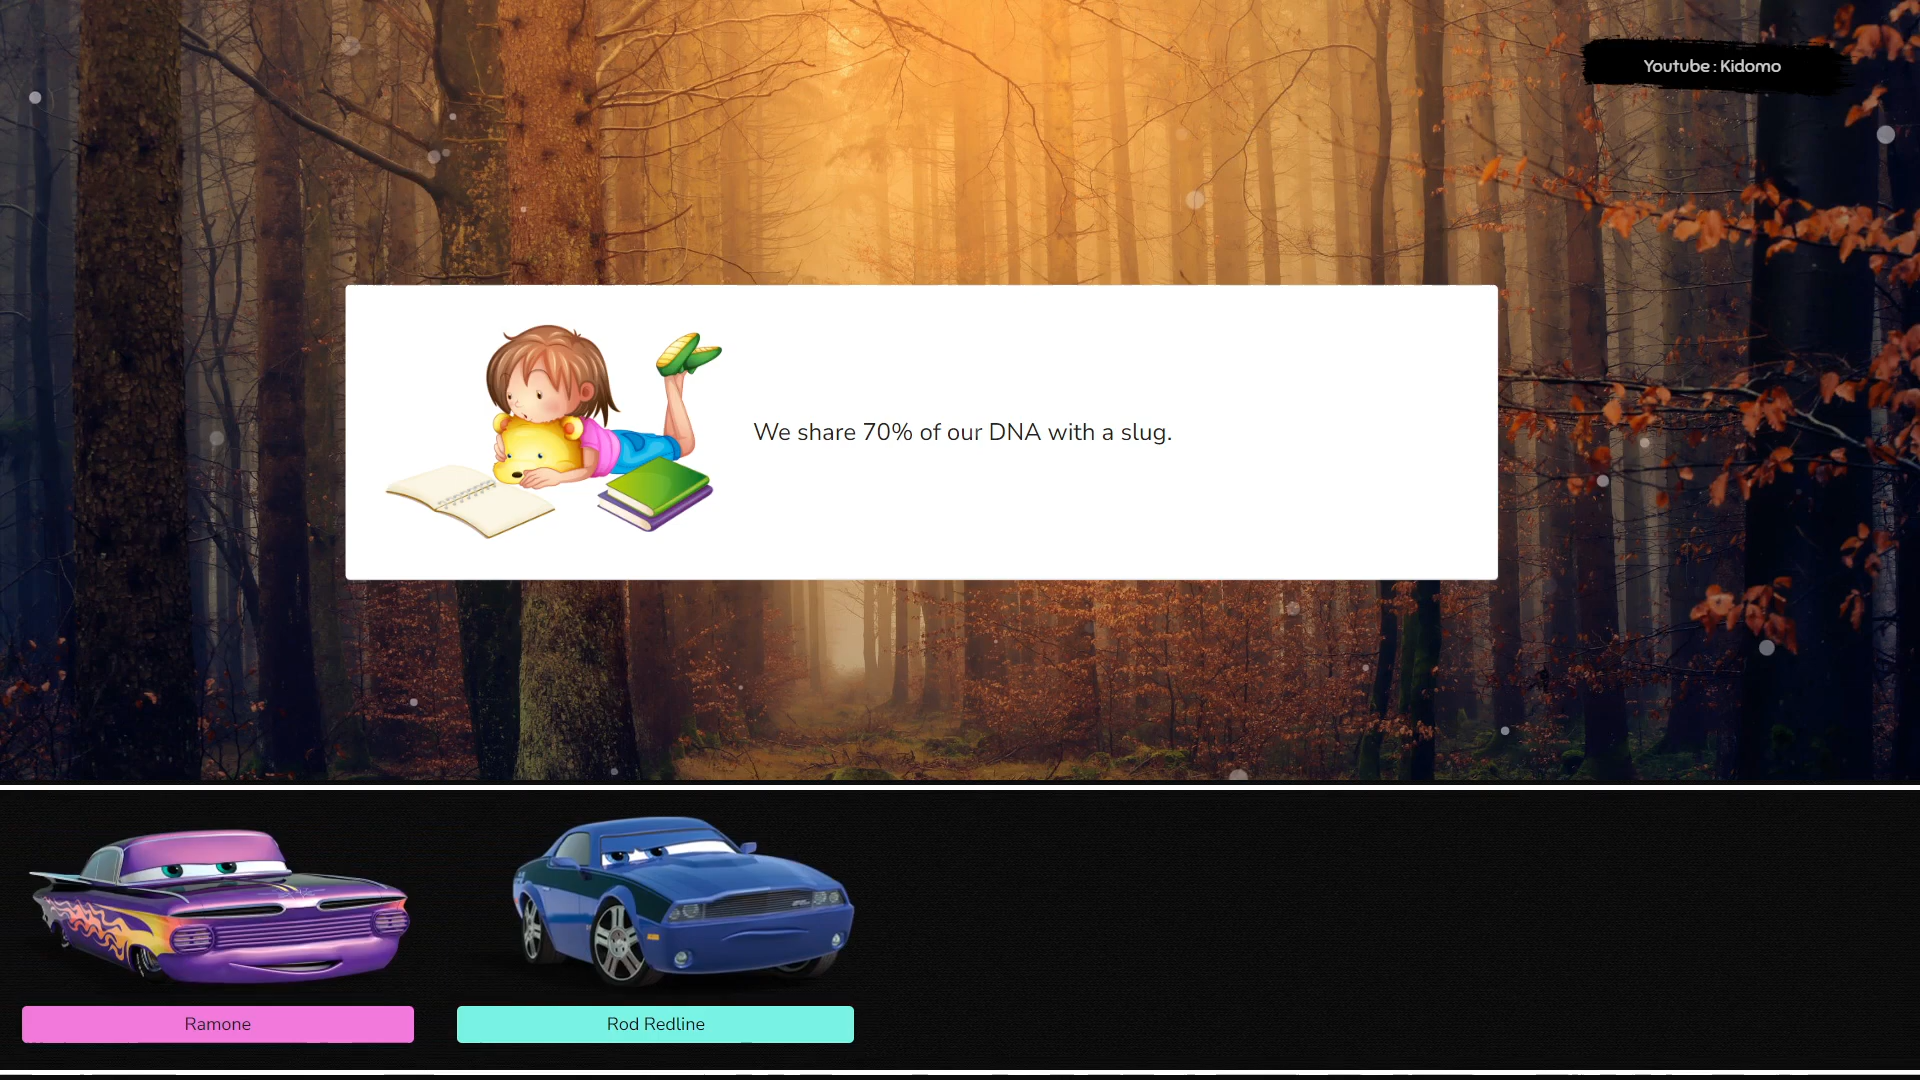 Youtube : Kidomo
We share 70% of our DNA with a slug.
Ramone
Rod Redline